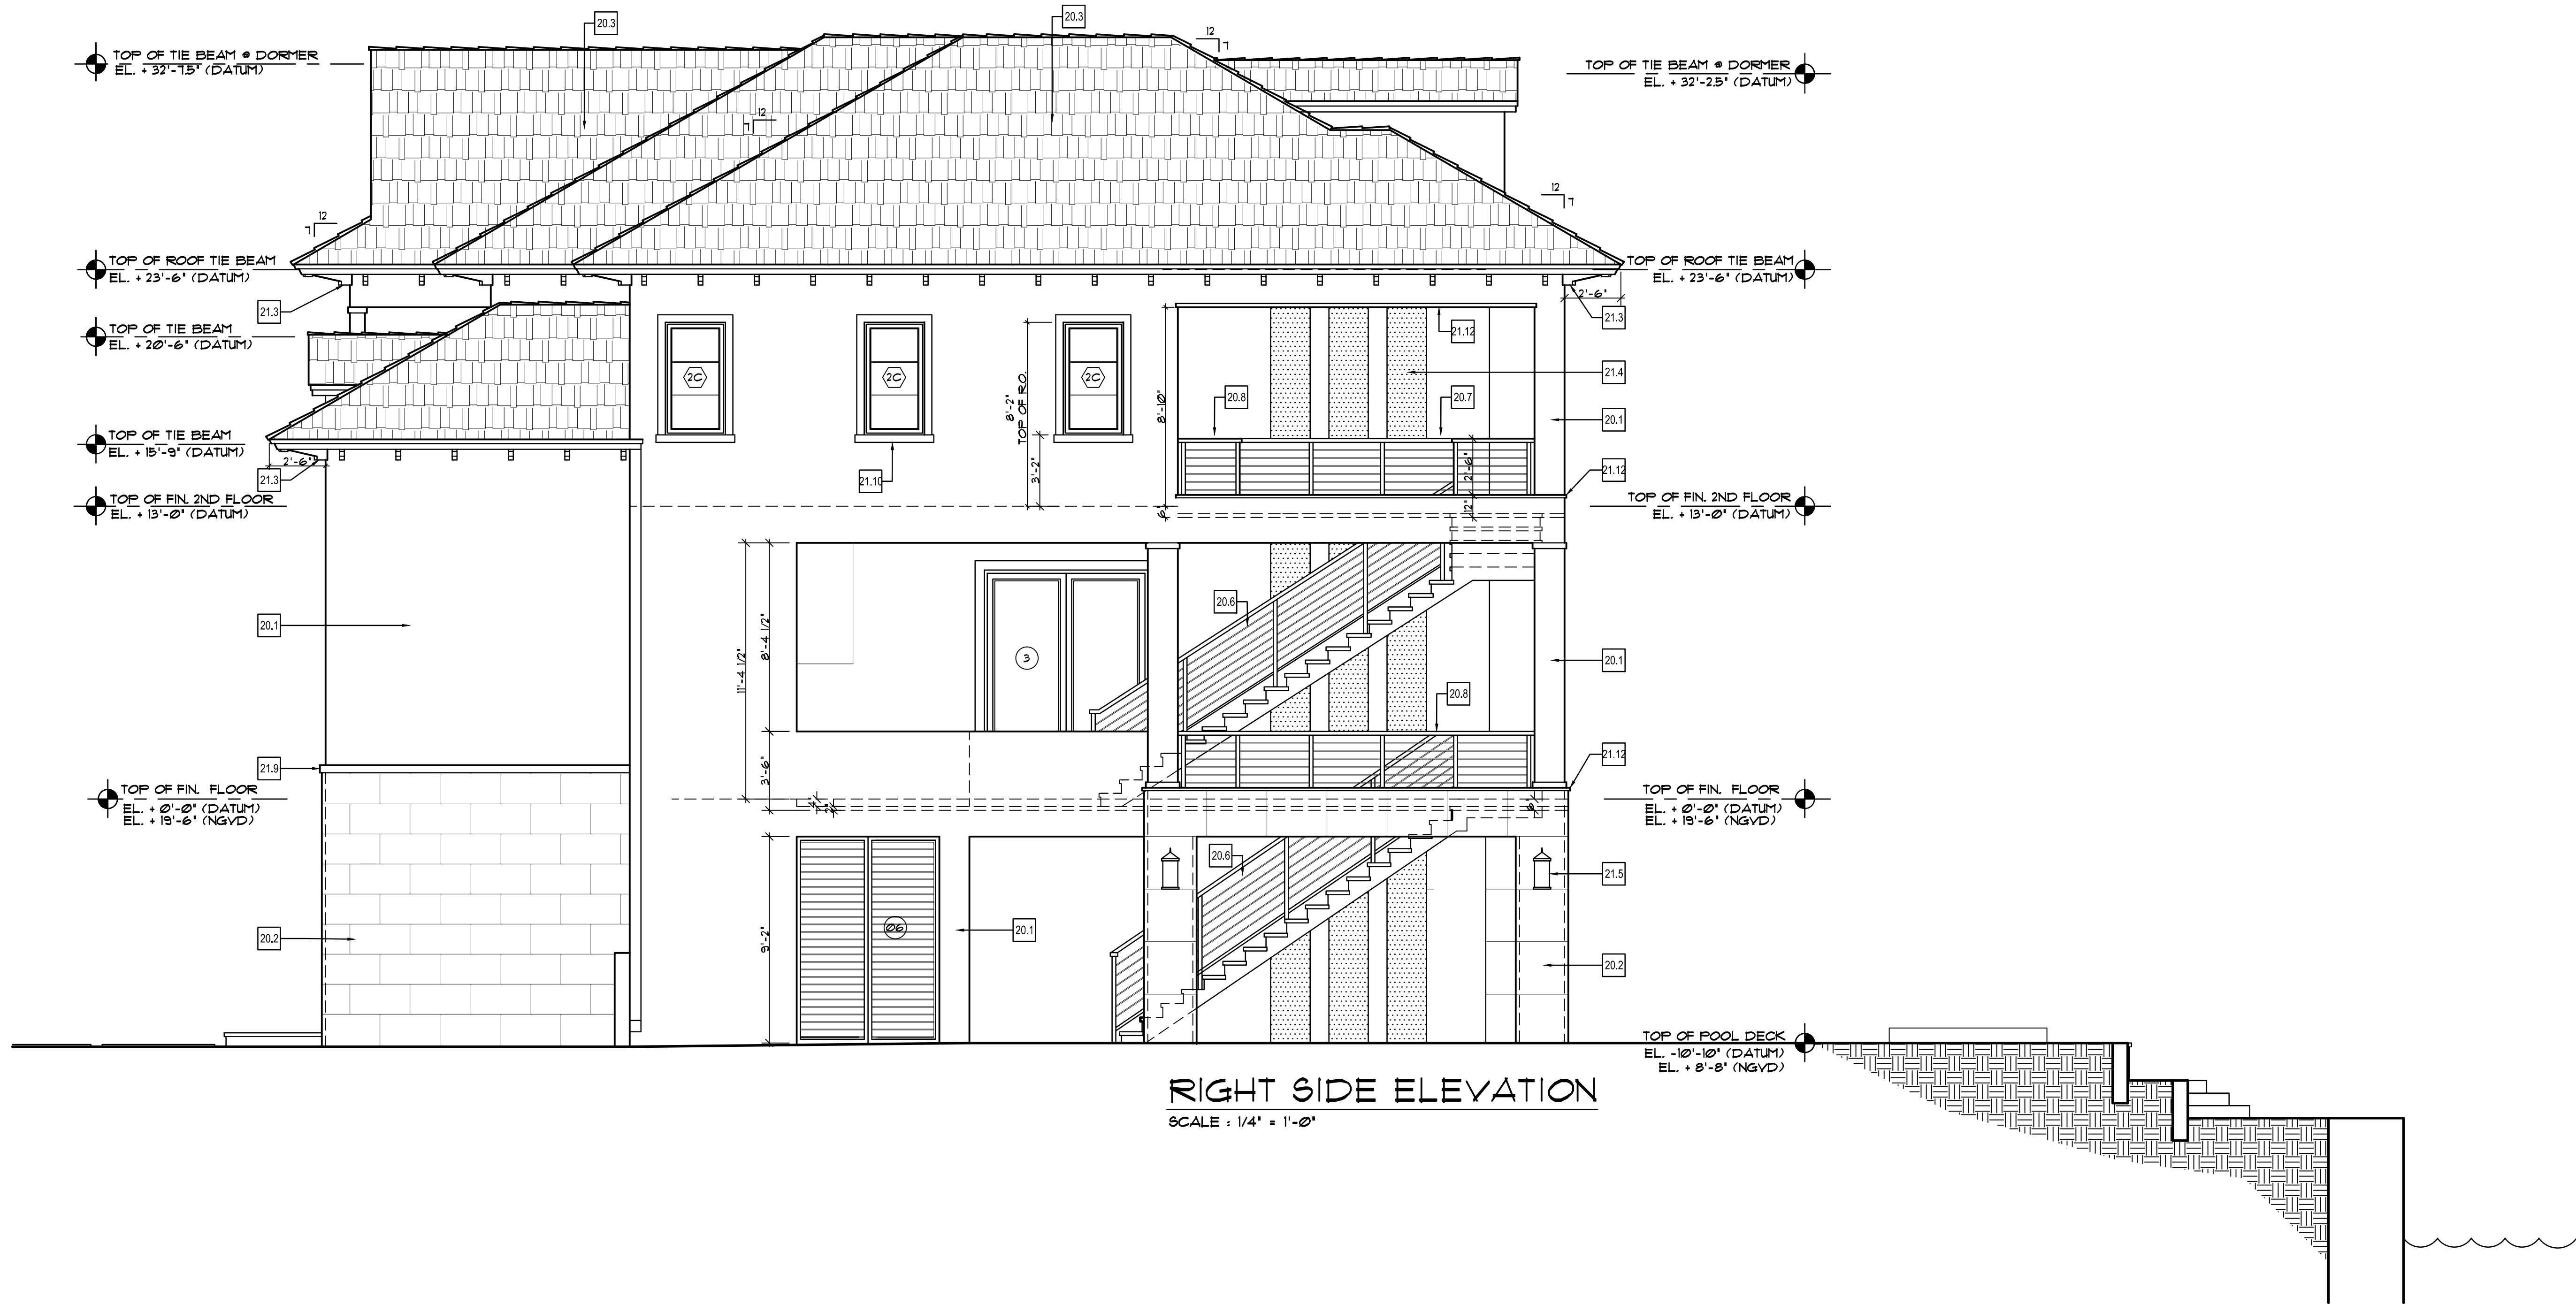 20.3
20.3
12
7
TOP OF TIE BEAM @ DORMER
EL. + 32'-7.5" (DATUM)
TOP OF TIE BEAM @ DORMER
EL. + 32'-2.5" (DATUM)
12
7
12
7
12
7
TOP OF ROOF TIE BEAM
EL. + 23'-6" (DATUM)
TOP OF ROOF TIE BEAM
EL. + 23'-6" (DATUM)
2'-6"
21.3
21.3
TOP OF TIE BEAM
EL. + 20'-6" (DATUM)
21.12
2C
2C
2C
8'-2"
TOP OF R.O.
8'-10"
21.4
20.8
20.7
20.1
TOP OF TIE BEAM
EL. + 15'-9" (DATUM)
2'-6"
21.3
21.10
3'-2"
2'-6"
21.12
TOP OF FIN. 2ND FLOOR
EL. + 13'-0" (DATUM)
6"
12"
TOP OF FIN. 2ND FLOOR
EL. + 13'-0" (DATUM)
20.1
11'-4 1/2"
8'-4 1/2"
3
20.6
20.1
20.8
21.9
3'-6"
21.12
TOP OF FIN. FLOOR
EL. + 0'-0" (DATUM)
EL. + 19'-6" (NGVD)
4"
2"
6"
TOP OF FIN. FLOOR
EL. + 0'-0" (DATUM)
EL. + 19'-6" (NGVD)
20.6
21.5
20.2
9'-2"
06
20.1
20.2
TOP OF POOL DECK
EL. -10'-10" (DATUM)
EL. + 8'-8" (NGVD)
RIGHT SIDE ELEVATION
SCALE : 1/4" = 1'-0"